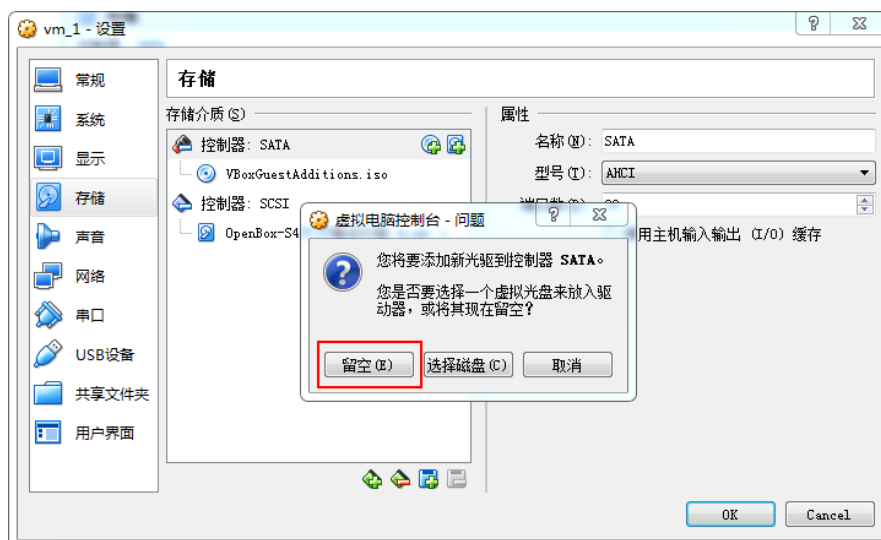 vm_1 - 设置
常规
系统
显示
存储
声音
网络
串口
USB设备
共享文件夹
用户界面
存储
存储介质(S)
控制器: SATA
VBoxGuestAdditions.iso
控制器: SCSI
OpenBox-S4
属性
名称(N): SATA
型号(T): AHCI
用主机输入输出 (I/O) 缓存
虚拟电脑控制台 - 问题
您将要添加新光驱到控制器 SATA。
您是否要选择一个虚拟光盘来放入驱
动器，或将其现在留空?
留空(E) 选择磁盘(C) 取消
OK Cancel